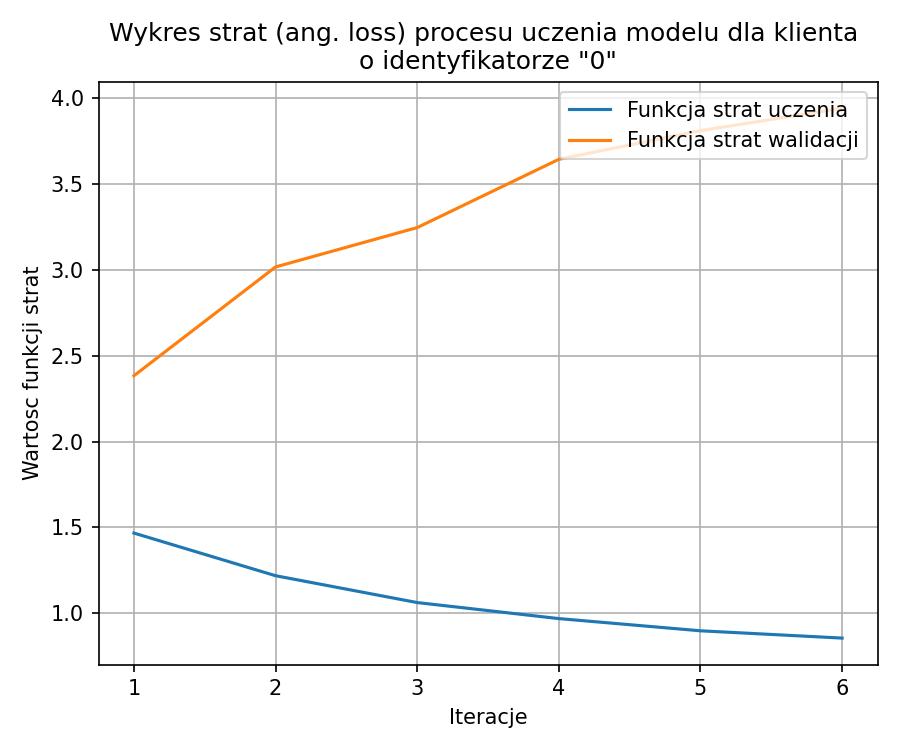 Wykres strat (ang. loss) procesu uczenia modelu dla klienta
o identyfikatorze "0"
Funkcja strat uczenia
Funkcja strat walidacji
Wartosc funkcji strat
4.0
3.5
3.0
2.5
2.0
1.5
1.0
1 2 3 4 5 6
Iteracje